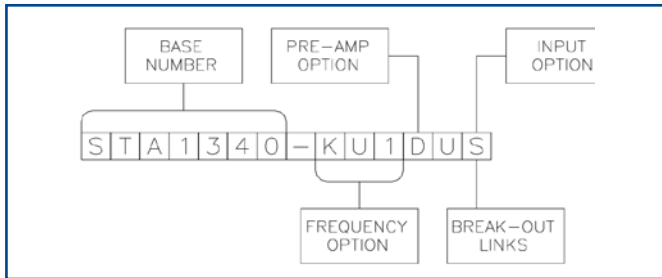 BASE
NUMBER
PRE-AMP
OPTION
INPUT
OPTION
STA1340-KU1DUS
FREQUENCY
OPTION
BREAK-OUT
LINKS